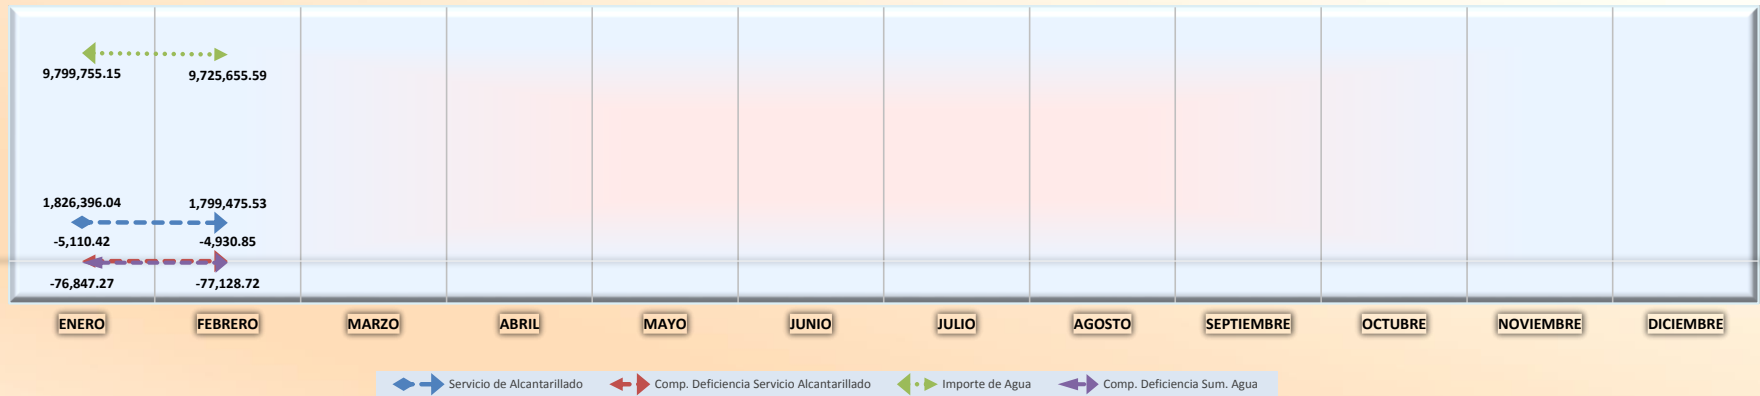 9,799,755.15 9,725,655.59
1,826,396.04 1,799,475.53
-5,110.42 -4,930.85
-76,847.27 -77,128.72
ENERO FEBRERO MARZO ABRIL MAYO JUNIO JULIO AGOSTO SEPTIEMBRE OCTUBRE NOVIEMBRE DICIEMBRE
Servicio de Alcantarillado Comp. Deficiencia Servicio Alcantarillado Importe de Agua Comp. Deficiencia Sum. Agua